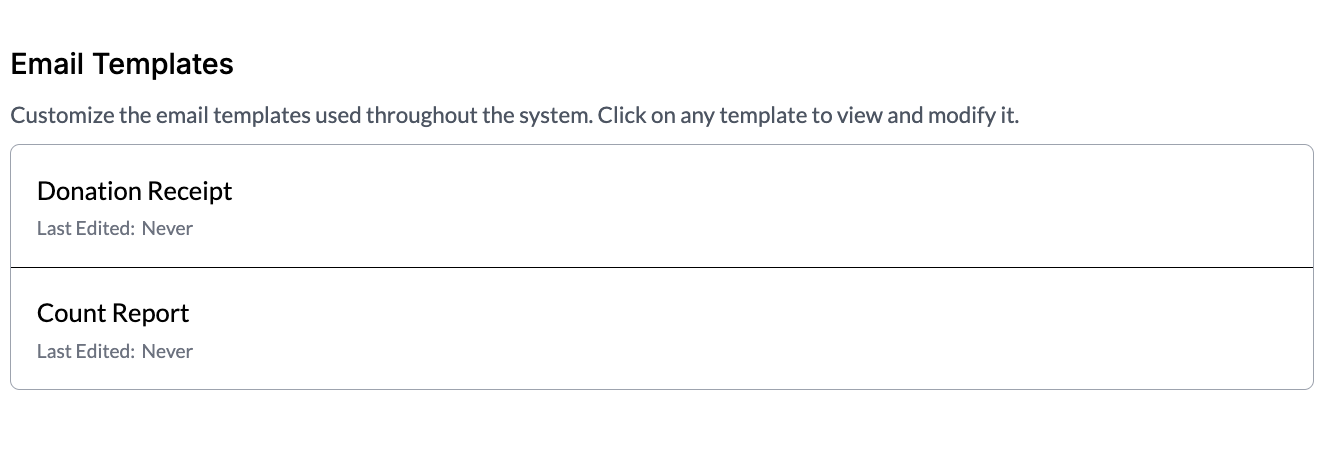 Email Templates
Customize the email templates used throughout the system. Click on any template to view and modify it.
Donation Receipt
Last Edited: Never
Count Report
Last Edited: Never